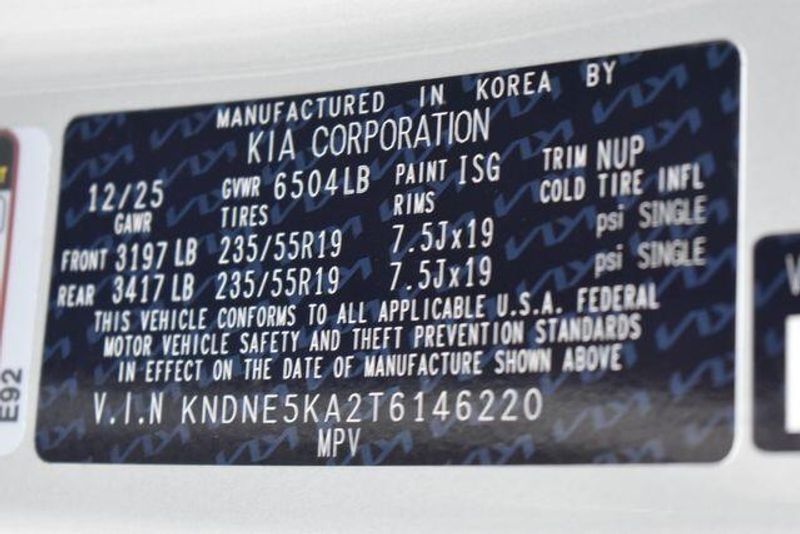 MANUFACTURED IN KOREA BY
KIA CORPORATION
12/25 GVWR 6504LB PAINT ISG TRIM NUP
GAWR TIRES RIMS COLD TIRE INFL
FRONT 3197 LB 235/55R19 7.5Jx19 psi SINGLE
REAR 3417 LB 235/55R19 7.5Jx19 psi SINGLE
THIS VEHICLE CONFORMS TO ALL APPLICABLE U.S.A. FEDERAL
MOTOR VEHICLE SAFETY AND THEFT PREVENTION STANDARDS
IN EFFECT ON THE DATE OF MANUFACTURE SHOWN ABOVE
V.I.N KNDNE5KA2T6146220
MPV
E92